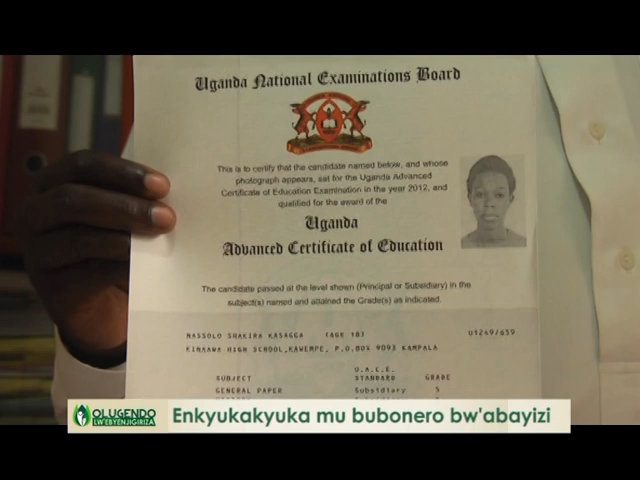 Uganda National Examinations Board
This is to certify that the candidate named below, and whose
photograph appears, sat for the Uganda Advanced
Certificate of Education Examination in the year 2012, and
qualified for the award of the
Uganda
Advanced Certificate of Education
The candidate passed at the level shown (Principal or Subsidiary) in the
subject(s) named and attained the Grade(s) as indicated.
NASSOLO SHAKIRA KASAGGA (AGE 18) U1249/659
KINAAWA HIGH SCHOOL,KAWEMPE, P.O.BOX 9093 KAMPALA
U.A.C.E.
SUBJECT STANDARD GRADE
GENERAL PAPER Subsidiary 5
OLUGENDO
LW'EBYENJIGIRIZA
Enkyukakyuka mu bubonero bw'abayizi